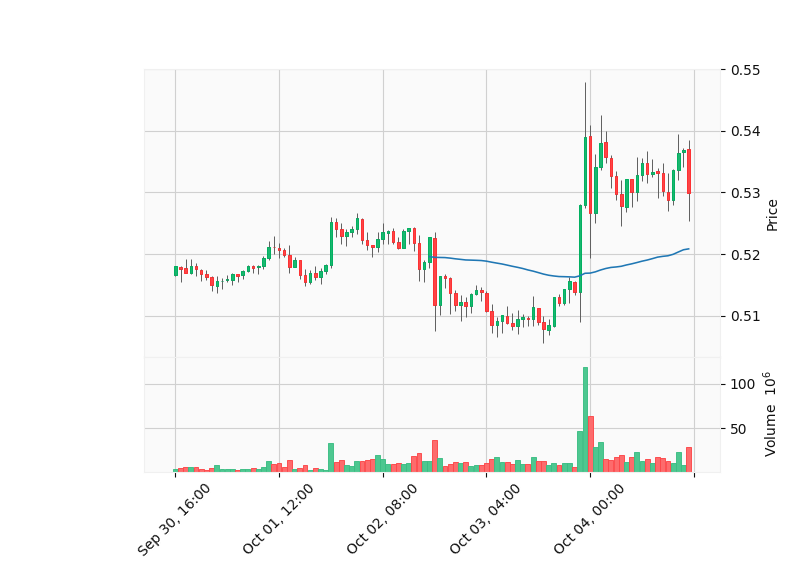 0.55
0.54
0.53
0.52
0.51
Price
100
50
Volume 10^6
Sep 30, 16:00
Oct 01, 12:00
Oct 02, 08:00
Oct 03, 04:00
Oct 04, 00:00